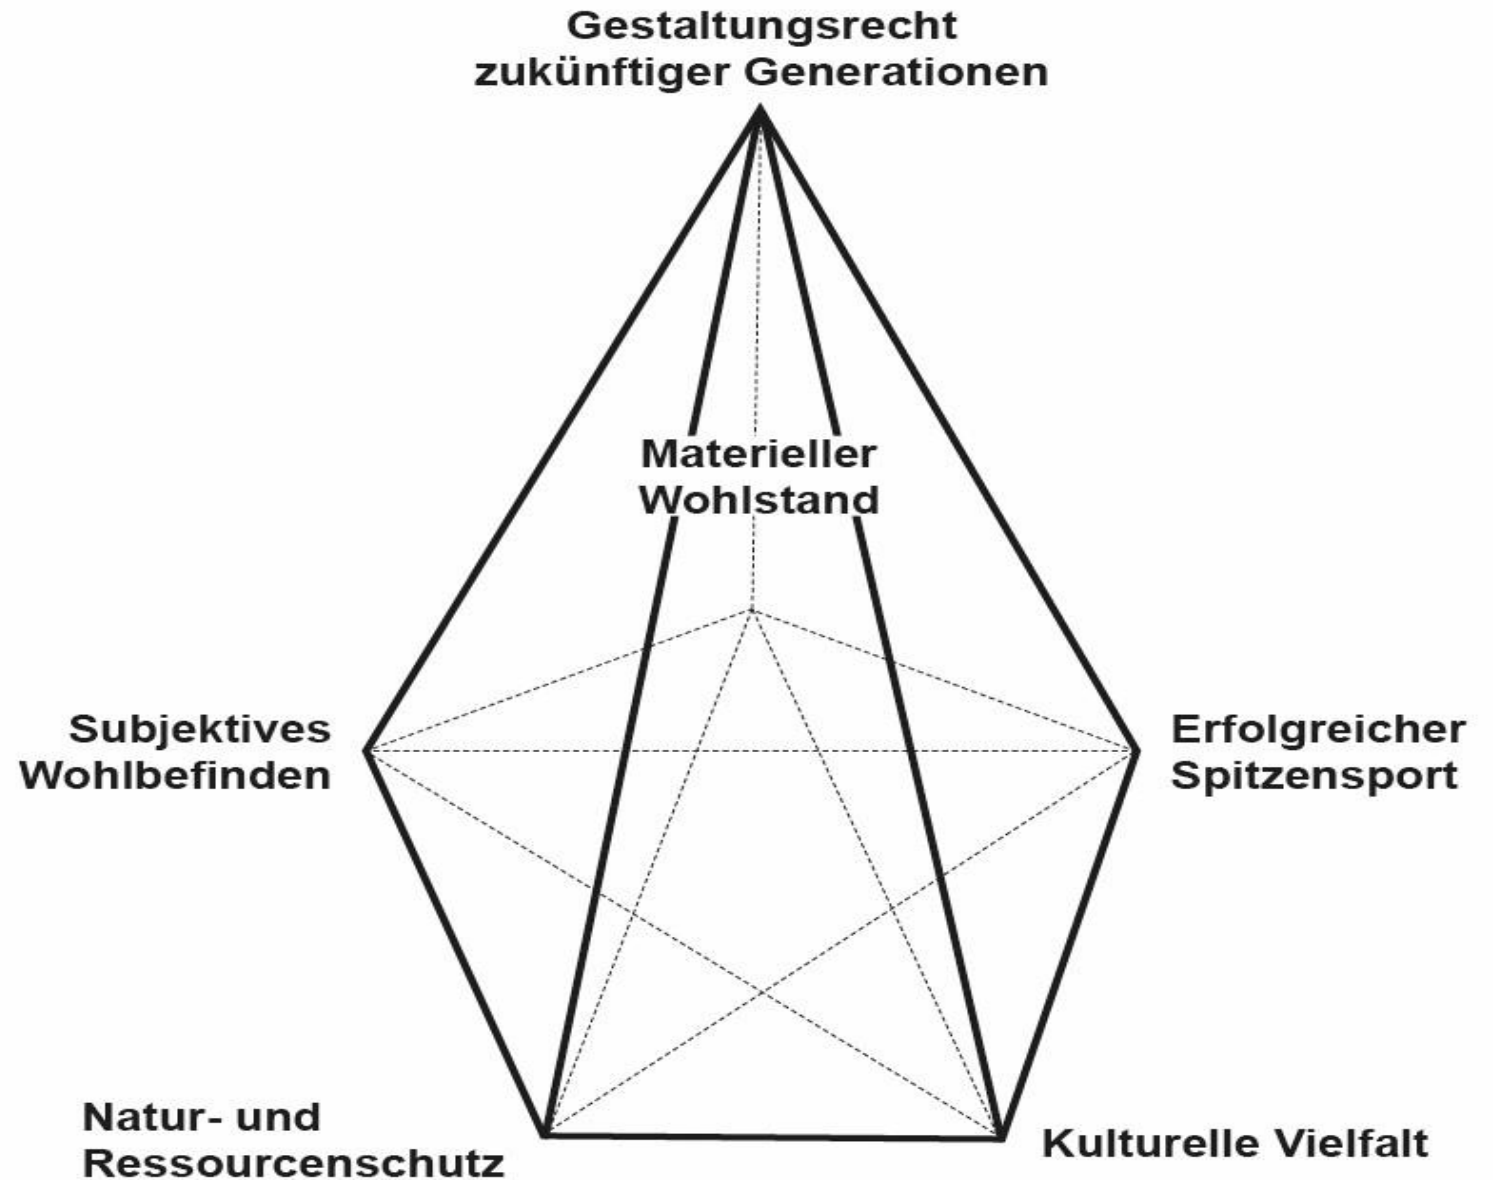 Gestaltungsrecht
zukünftiger Generationen
Materieller
Wohlstand
Subjektives
Wohlbefinden
Erfolgreicher
Spitzensport
Natur- und
Ressourcenschutz
Kulturelle Vielfalt